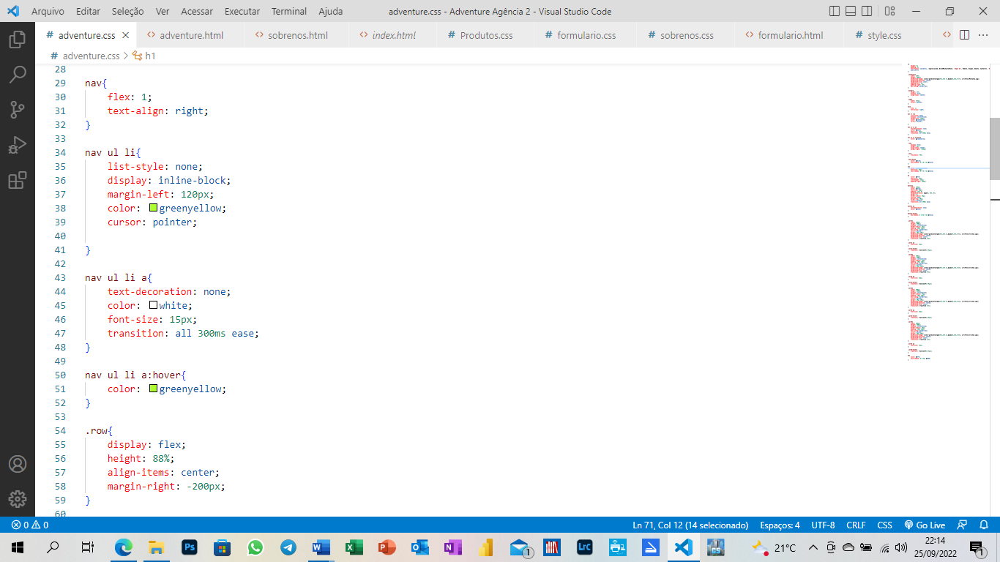 Arquivo Editar Seleção Ver Acessar Executar Terminal Ajuda adventure.css - Adventure Agência 2 - Visual Studio Code
# adventure.css <> adventure.html <> sobrenos.html <> index.html # Produtos.css # formulario.css # sobrenos.css <> formulario.html # style.css <>
# adventure.css > h1
28
29 nav{
30 flex: 1;
31 text-align: right;
32 }
33
34 nav ul li{
35 list-style: none;
36 display: inline-block;
37 margin-left: 120px;
38 color: greenyellow;
39 cursor: pointer;
40
41 }
42
43 nav ul li a{
44 text-decoration: none;
45 color: white;
46 font-size: 15px;
47 transition: all 300ms ease;
48 }
49
50 nav ul li a:hover{
51 color: greenyellow;
52 }
53
54 .row{
55 display: flex;
56 height: 88%;
57 align-items: center;
58 margin-right: -200px;
59 }
60
0 0 Ln 71, Col 12 (14 selecionado) Espaços: 4 UTF-8 CRLF CSS Go Live
Ps Lrc 1 21°C 22:14
25/09/2022 1